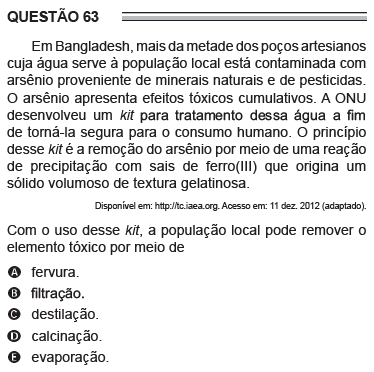 QUESTÃO 63
Em Bangladesh, mais da metade dos poços artesianos
cuja água serve à população local está contaminada com
arsênio proveniente de minerais naturais e de pesticidas.
O arsênio apresenta efeitos tóxicos cumulativos. A ONU
desenvolveu um kit para tratamento dessa água a fim
de torná-la segura para o consumo humano. O princípio
desse kit é a remoção do arsênio por meio de uma reação
de precipitação com sais de ferro(III) que origina um
sólido volumoso de textura gelatinosa.
Disponível em: http://tc.iaea.org. Acesso em: 11 dez. 2012 (adaptado).
Com o uso desse kit, a população local pode remover o
elemento tóxico por meio de
A fervura.
B filtração.
C destilação.
D calcinação.
E evaporação.